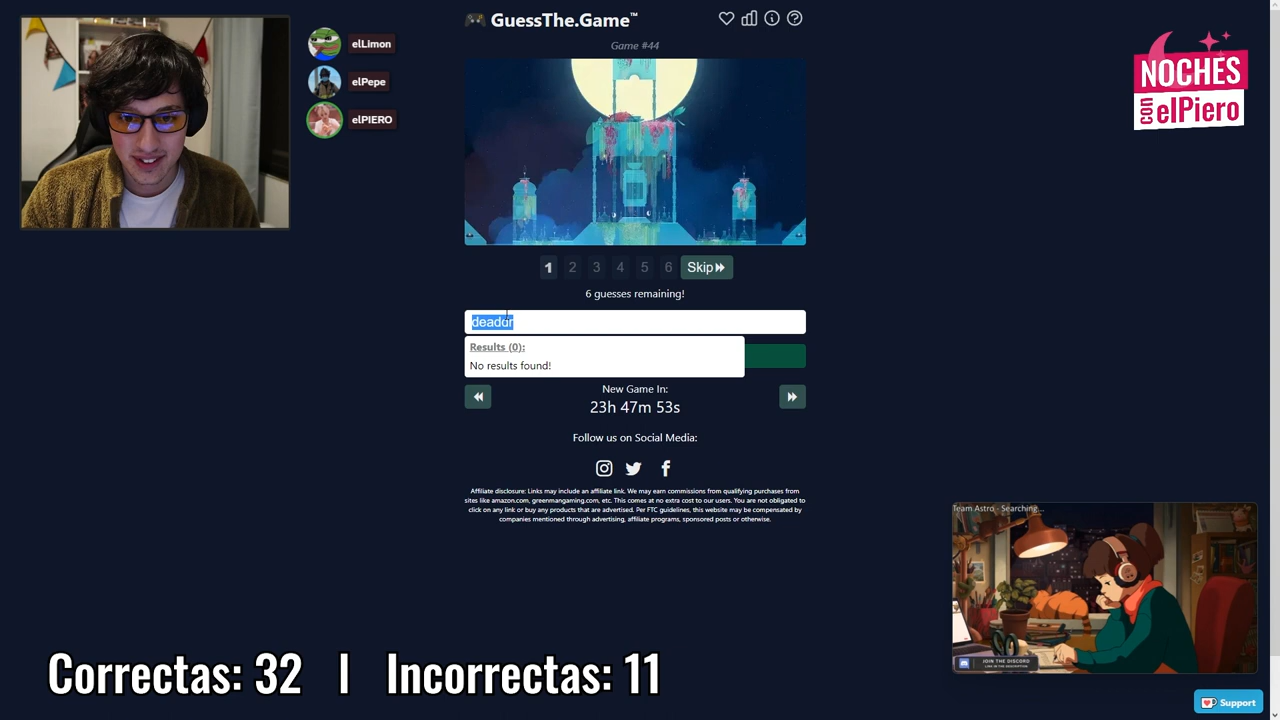 GuessThe.Game™
Game #44
elLimon
elPepe
elPIERO
NOCHES
con elPiero
1 2 3 4 5 6 Skip
6 guesses remaining!
deaddr
Results (0):
No results found!
New Game In:
23h 47m 53s
Follow us on Social Media:
Affiliate disclosure: Links may include an affiliate link. We may earn commissions from qualifying purchases from
sites like amazon.com, greenmangaming.com, etc. This comes at no extra cost to our users. You are not obligated to
click on any link or buy any products that are advertised. Per FTC guidelines, this website may be compensated by
companies mentioned through advertising, affiliate programs, sponsored posts or otherwise.
Team Astro - Searching...
JOIN THE DISCORD
LINK IN THE DESCRIPTION
Correctas: 32 | Incorrectas: 11
Support